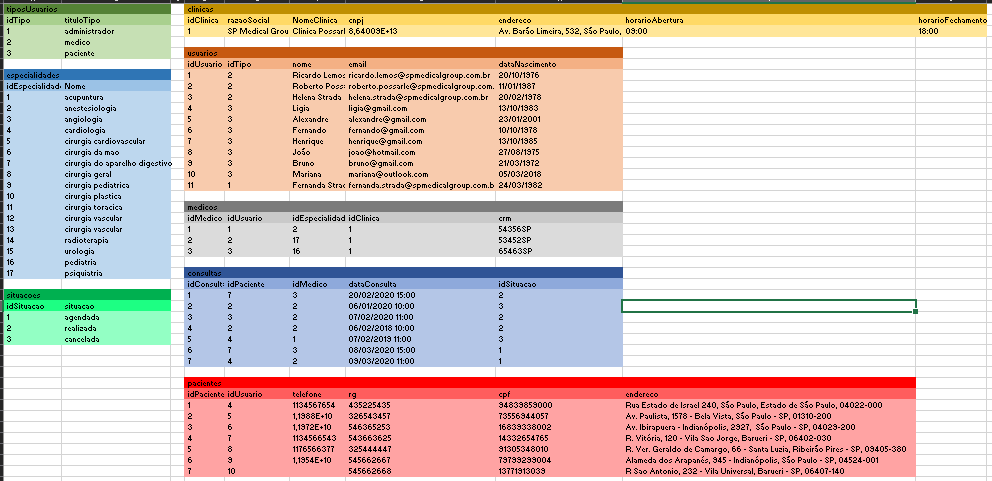 tiposUsuarios
idTipo tituloTipo
1 administrador
2 medico
3 paciente
especialidades
idEspecialidad Nome
1 acupuntura
2 anestesiologia
3 angiologia
4 cardiologia
5 cirurgia cardiovascular
6 cirurgia da mao
7 cirurgia do aparelho digestivo
8 cirurgia geral
9 cirurgia pediatrica
10 cirurgia plastica
11 cirurgia toracica
12 cirurgia vascular
13 cirurgia vascular
14 radioterapia
15 urologia
16 pediatria
17 psiquiatria
situacoes
idSituacao situacao
1 agendada
2 realizada
3 cancelada
clinicas
idClinica razaoSocial NomeClinica cnpj endereco horarioAbertura horarioFechamento
1 SP Medical Grou Clinica Possarl 8,64009E+13 Av. Barão Limeira, 532, São Paulo, 09:00 18:00
usuarios
idUsuario idTipo nome email dataNascimento
1 2 Ricardo Lemos ricardo.lemos@spmedicalgroup.com.br 20/10/1976
2 2 Roberto Poss roberto.possarle@spmedicalgroup.com. 11/01/1987
3 2 Helena Strada helena.strada@spmedicalgroup.com.br 20/02/1978
4 3 Ligia ligia@gmail.com 13/10/1983
5 3 Alexandre alexandre@gmail.com 23/01/2001
6 3 Fernando fernando@gmail.com 10/10/1978
7 3 Henrique henrique@gmail.com 13/10/1985
8 3 João joao@hotmail.com 27/08/1975
9 3 Bruno bruno@gmail.com 21/03/1972
10 3 Mariana mariana@outlook.com 05/03/2018
11 1 Fernanda Strac fernanda.strada@spmedicalgroup.com.b 24/03/1982
medicos
idMedico idUsuario idEspecialidad idClinica crm
1 1 2 1 54356SP
2 2 17 1 53452SP
3 3 16 1 65463SP
consultas
idConsult idPaciente idMedico dataConsulta idSituacao
1 7 3 20/02/2020 15:00 2
2 2 2 06/01/2020 10:00 3
3 3 2 07/02/2020 11:00 2
4 2 2 06/02/2018 10:00 2
5 4 1 07/02/2019 11:00 3
6 7 3 08/03/2020 15:00 1
7 4 2 09/03/2020 11:00 1
pacientes
idPaciente idUsuario telefone rg cpf endereco
1 4 1134567654 435225435 94839859000 Rua Estado de Israel 240, São Paulo, Estado de São Paulo, 04022-000
2 5 1,1988E+10 326543457 73556944057 Av. Paulista, 1578 - Bela Vista, São Paulo - SP, 01310-200
3 6 1,1972E+10 546365253 16839338002 Av. Ibirapuera - Indianópolis, 2927, São Paulo - SP, 04029-200
4 7 1134566543 543663625 14332654765 R. Vitória, 120 - Vila Sao Jorge, Barueri - SP, 06402-030
5 8 1176566377 325444447 91305348010 R. Ver. Geraldo de Camargo, 66 - Santa Luzia, Ribeirão Pires - SP, 09405-380
6 9 1,1954E+10 545662667 79799299004 Alameda dos Arapanés, 945 - Indianópolis, São Paulo - SP, 04524-001
7 10 545662668 13771913039 R Sao Antonio, 232 - Vila Universal, Barueri - SP, 06407-140